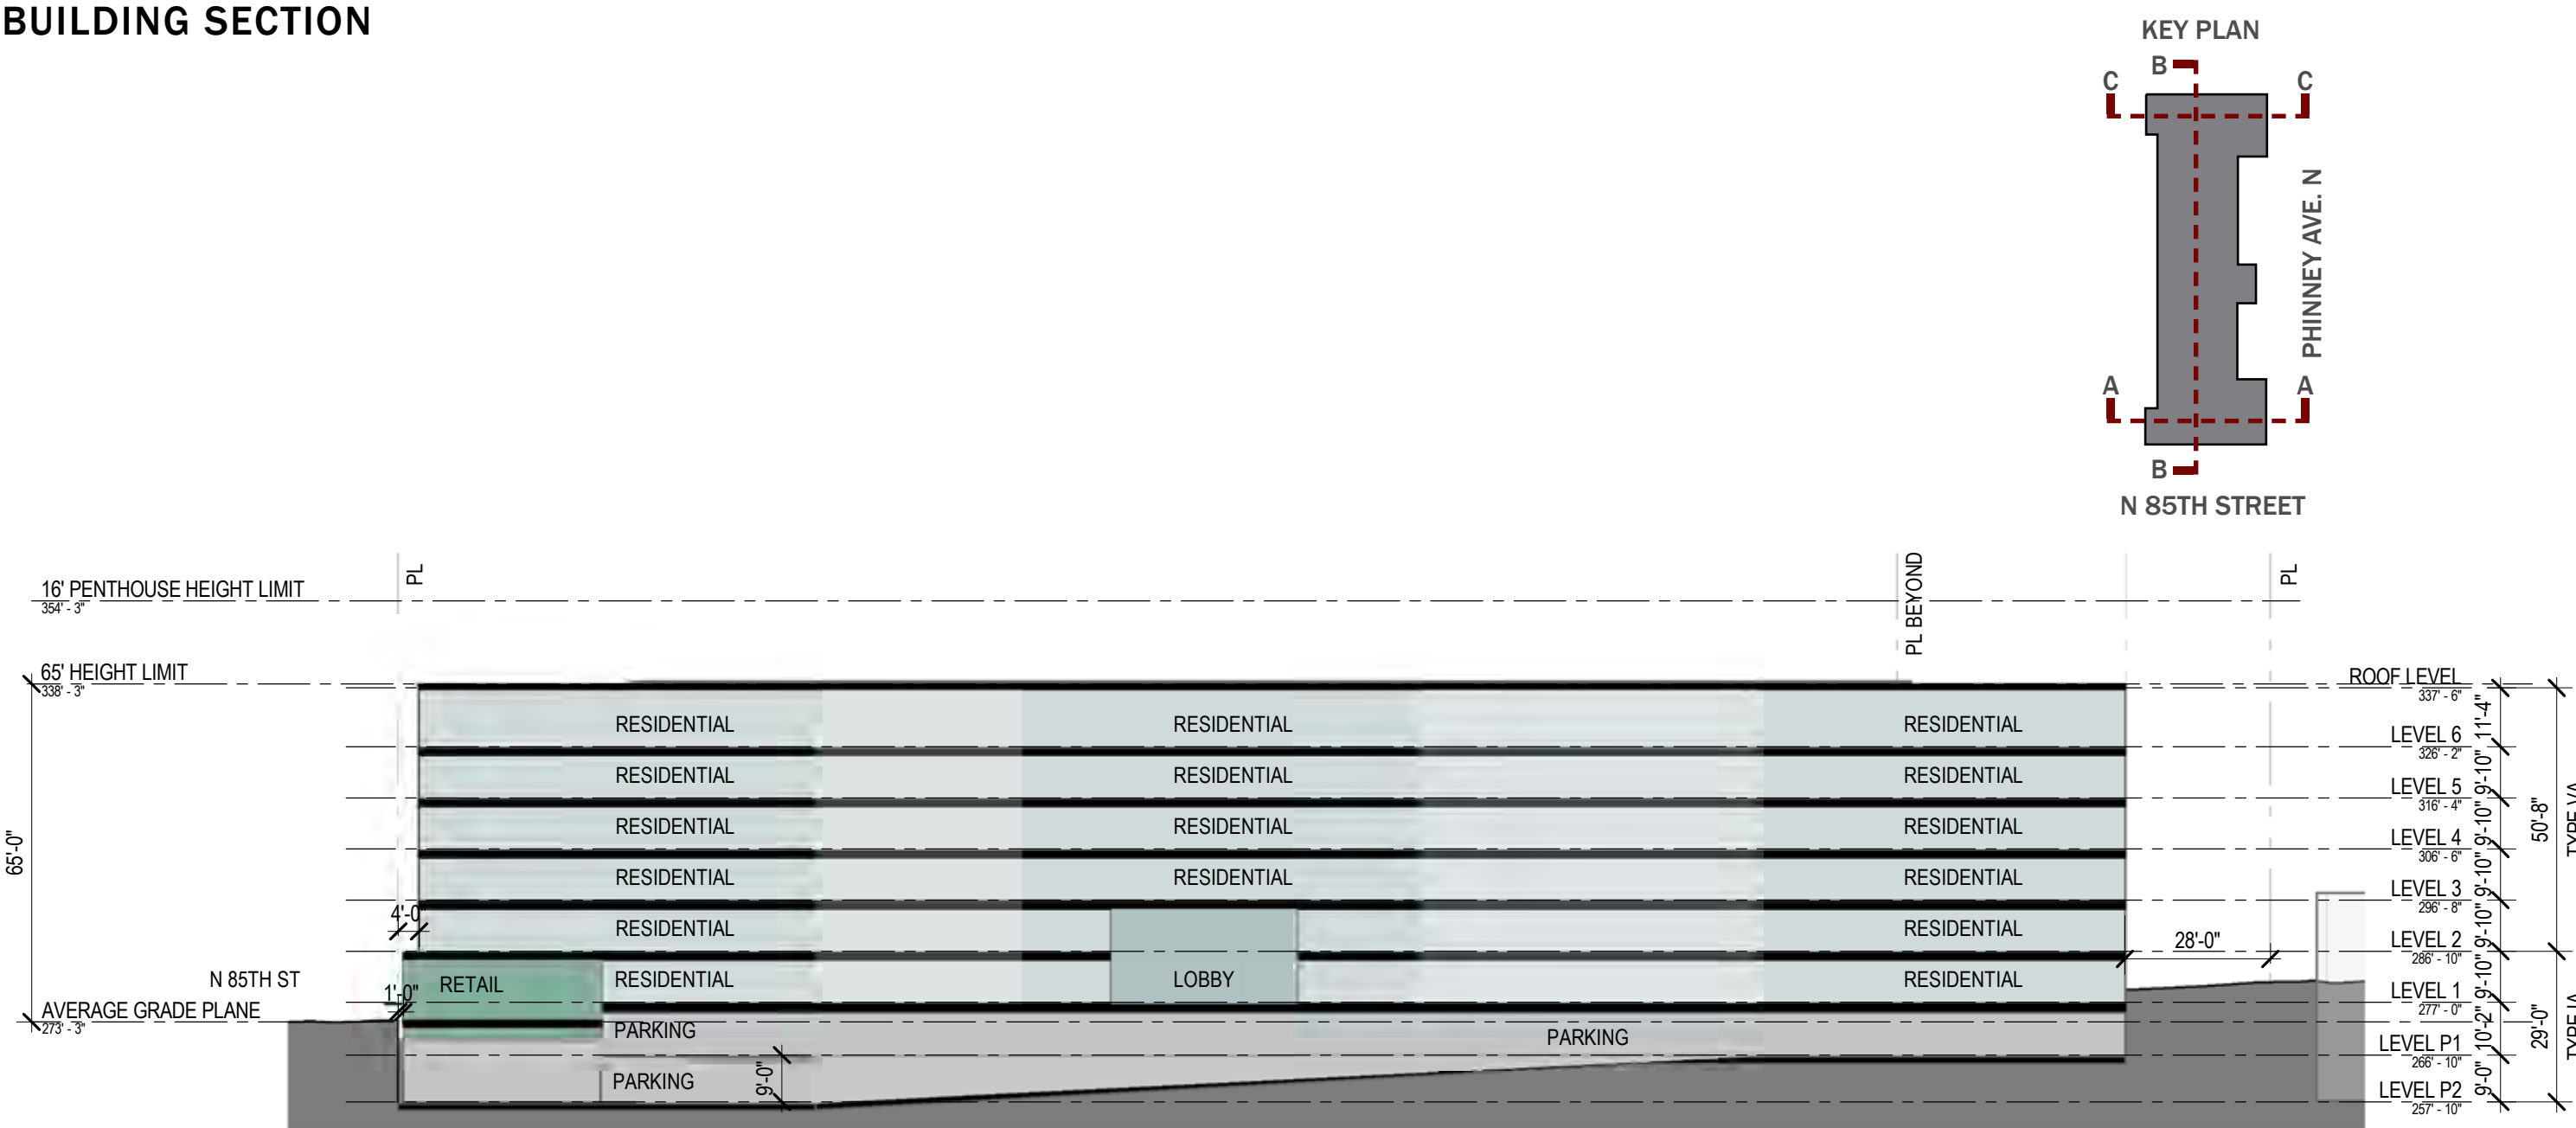 BUILDING SECTION
KEY PLAN
B
C
C
PHINNEY AVE. N
A
A
B
N 85TH STREET
PL
PL BEYOND
PL
16' PENTHOUSE HEIGHT LIMIT
354' - 3"
65' HEIGHT LIMIT
338' - 3"
ROOF LEVEL
337' - 6"
11'-4"
RESIDENTIAL RESIDENTIAL RESIDENTIAL
LEVEL 6
326' - 2"
9'-10"
RESIDENTIAL RESIDENTIAL RESIDENTIAL
LEVEL 5
316' - 4"
9'-10"
65'-0"
RESIDENTIAL RESIDENTIAL RESIDENTIAL
50'-8"
LEVEL 4
306' - 6"
9'-10"
RESIDENTIAL RESIDENTIAL RESIDENTIAL
LEVEL 3
296' - 8"
9'-10"
4'-0"
RESIDENTIAL RESIDENTIAL
28'-0"
LEVEL 2
286' - 10"
9'-10"
N 85TH ST
RETAIL
RESIDENTIAL
LOBBY
RESIDENTIAL
1'-0"
LEVEL 1
277' - 0"
AVERAGE GRADE PLANE
273' - 3"
PARKING
PARKING
10'-2"
29'-0"
LEVEL P1
266' - 10"
PARKING
9'-0"
9'-0"
LEVEL P2
257' - 10"